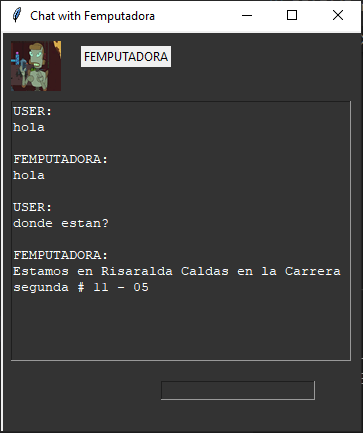 Chat with Femputadora
FEMPUTADORA
USER:
hola
FEMPUTADORA:
hola
USER:
donde estan?
FEMPUTADORA:
Estamos en Risaralda Caldas en la Carrera
segunda # 11 - 05